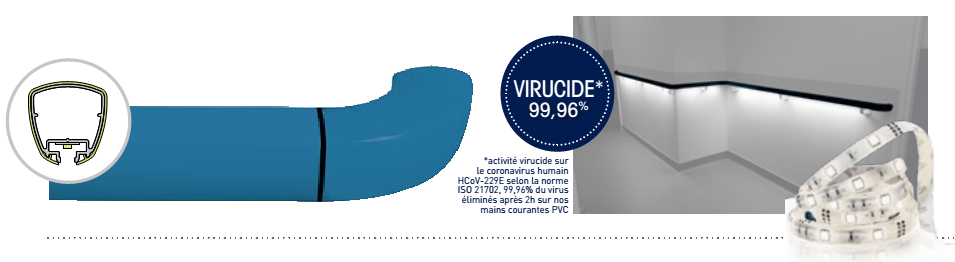 VIRUCIDE*
99,96%
*activité virucide sur
le coronavirus humain
HCoV-229E selon la norme
ISO 21702, 99,96% du virus
éliminés après 2h sur nos
mains courantes PVC